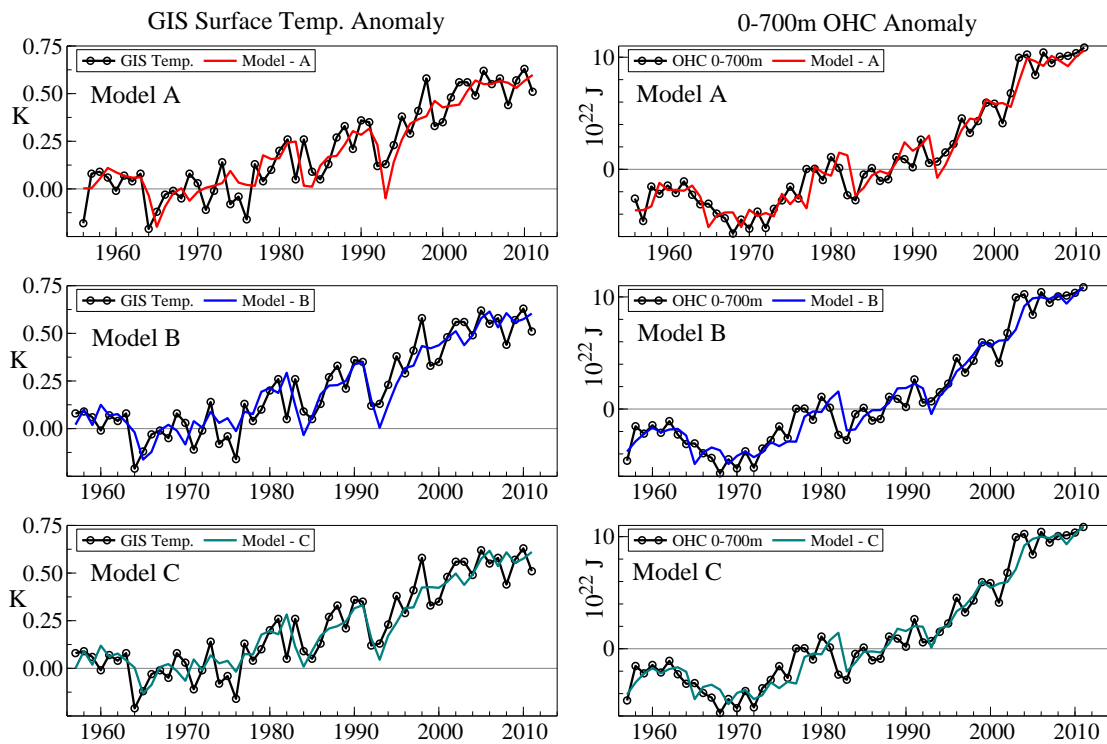 GIS Surface Temp. Anomaly
0-700m OHC Anomaly
0.75
GIS Temp. Model - A
Model A
0.50
K
0.25
0.00
1960 1970 1980 1990 2000 2010
10
OHC 0-700m Model - A
Model A
10²² J
0
1960 1970 1980 1990 2000 2010
0.75
GIS Temp. Model - B
Model B
0.50
K
0.25
0.00
1960 1970 1980 1990 2000 2010
10
OHC 0-700m Model - B
Model B
10²² J
0
1960 1970 1980 1990 2000 2010
0.75
GIS Temp. Model - C
Model C
0.50
K
0.25
0.00
1960 1970 1980 1990 2000 2010
10
OHC 0-700m Model - C
Model C
10²² J
0
1960 1970 1980 1990 2000 2010